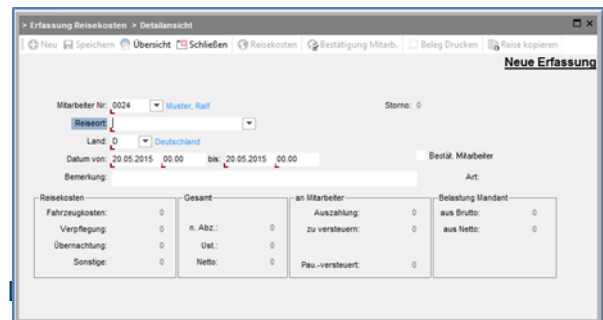 > Erfassung Reisekosten > Detailansicht
Neu Speichern Übersicht Schließen Reisekosten Bestätigung Mitarb. Beleg Drucken Reise kopieren
Neue Erfassung
Mitarbeiter Nr: 0024 Muster, Ralf Storno: 0
Reiseort:
Land: D Deutschland
Datum von: 20.05.2015 00.00 bis: 20.05.2015 00.00 Bestät. Mitarbeiter
Bemerkung: Art:
Reisekosten Gesamt an Mitarbeiter Belastung Mandant
Fahrzeugkosten: 0 Auszahlung: 0 aus Brutto: 0
Verpflegung: 0 n. Abz.: 0 zu versteuern: 0 aus Netto: 0
Übernachtung: 0 Ust.: 0
Sonstige: 0 Netto: 0 Pau.-versteuert: 0